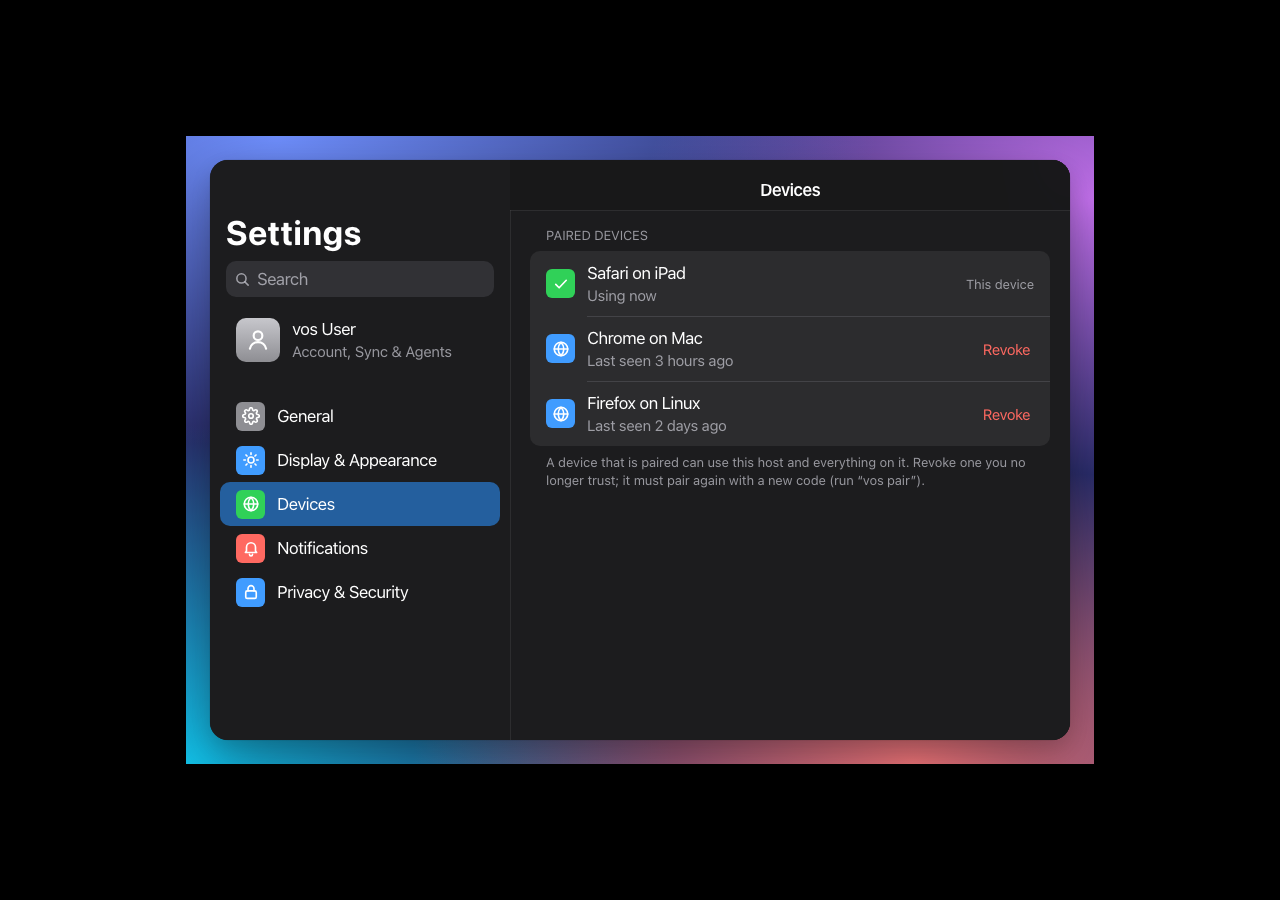 Settings
Search
vos User
Account, Sync & Agents
General
Display & Appearance
Devices
Notifications
Privacy & Security
Devices
PAIRED DEVICES
Safari on iPad
Using now
This device
Chrome on Mac
Last seen 3 hours ago
Revoke
Firefox on Linux
Last seen 2 days ago
Revoke
A device that is paired can use this host and everything on it. Revoke one you no
longer trust; it must pair again with a new code (run “vos pair”).